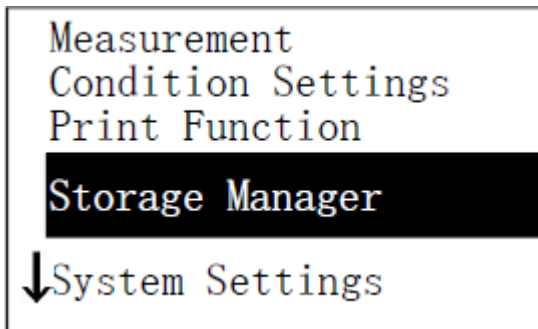 Measurement
Condition Settings
Print Function
Storage Manager
↓System Settings